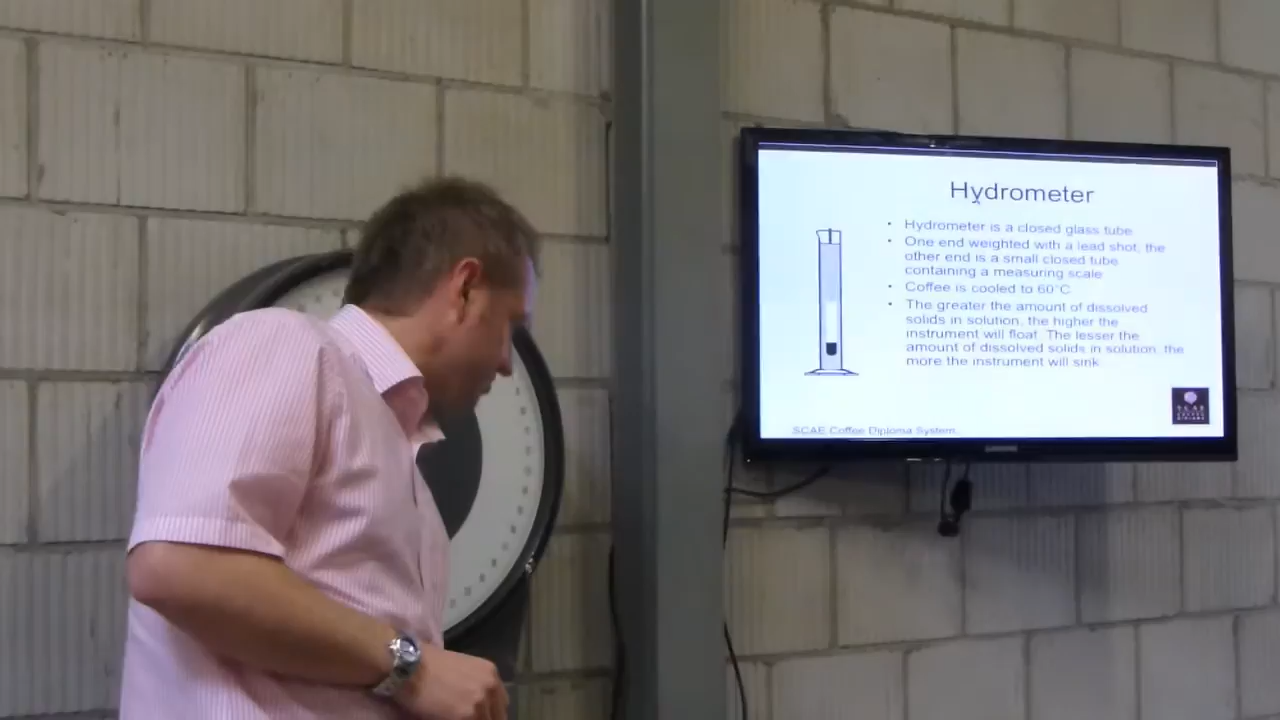 Hydrometer
• Hydrometer is a closed glass tube
• One end weighted with a lead shot, the
other end is a small closed tube
containing a measuring scale
• Coffee is cooled to 60°C
• The greater the amount of dissolved
solids in solution, the higher the
instrument will float. The lesser the
amount of dissolved solids in solution, the
more the instrument will sink.
SCAE Coffee Diploma System
SCAE